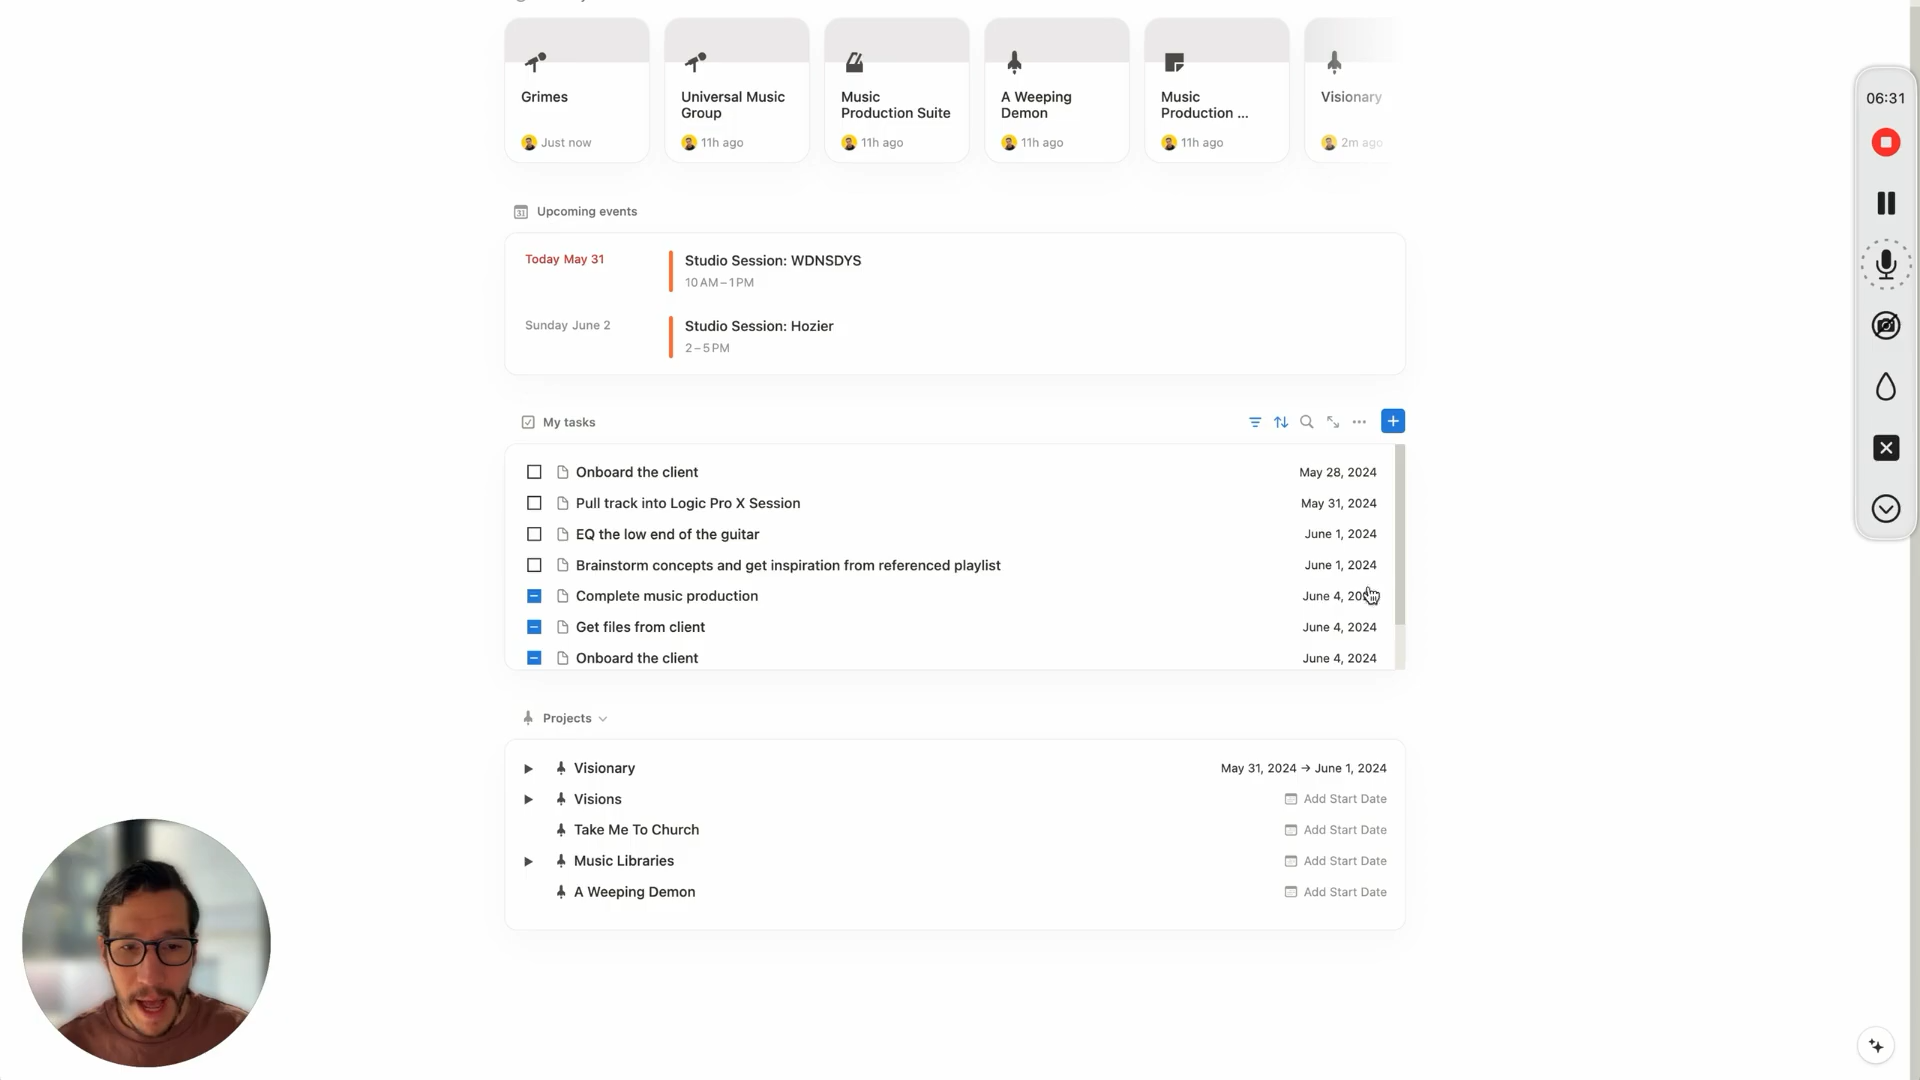 Grimes
Just now
Universal Music
Group
11h ago
Music
Production Suite
11h ago
A Weeping
Demon
11h ago
Music
Production ...
11h ago
Visionary
2m ago
31 Upcoming events
Today May 31
Studio Session: WDNSDYS
10 AM – 1 PM
Sunday June 2
Studio Session: Hozier
2 – 5 PM
My tasks
Onboard the client May 28, 2024
Pull track into Logic Pro X Session May 31, 2024
EQ the low end of the guitar June 1, 2024
Brainstorm concepts and get inspiration from referenced playlist June 1, 2024
Complete music production June 4,
Get files from client June 4, 2024
Onboard the client June 4, 2024
Projects
Visionary May 31, 2024 → June 1, 2024
Visions Add Start Date
Take Me To Church Add Start Date
Music Libraries Add Start Date
A Weeping Demon Add Start Date
06:31